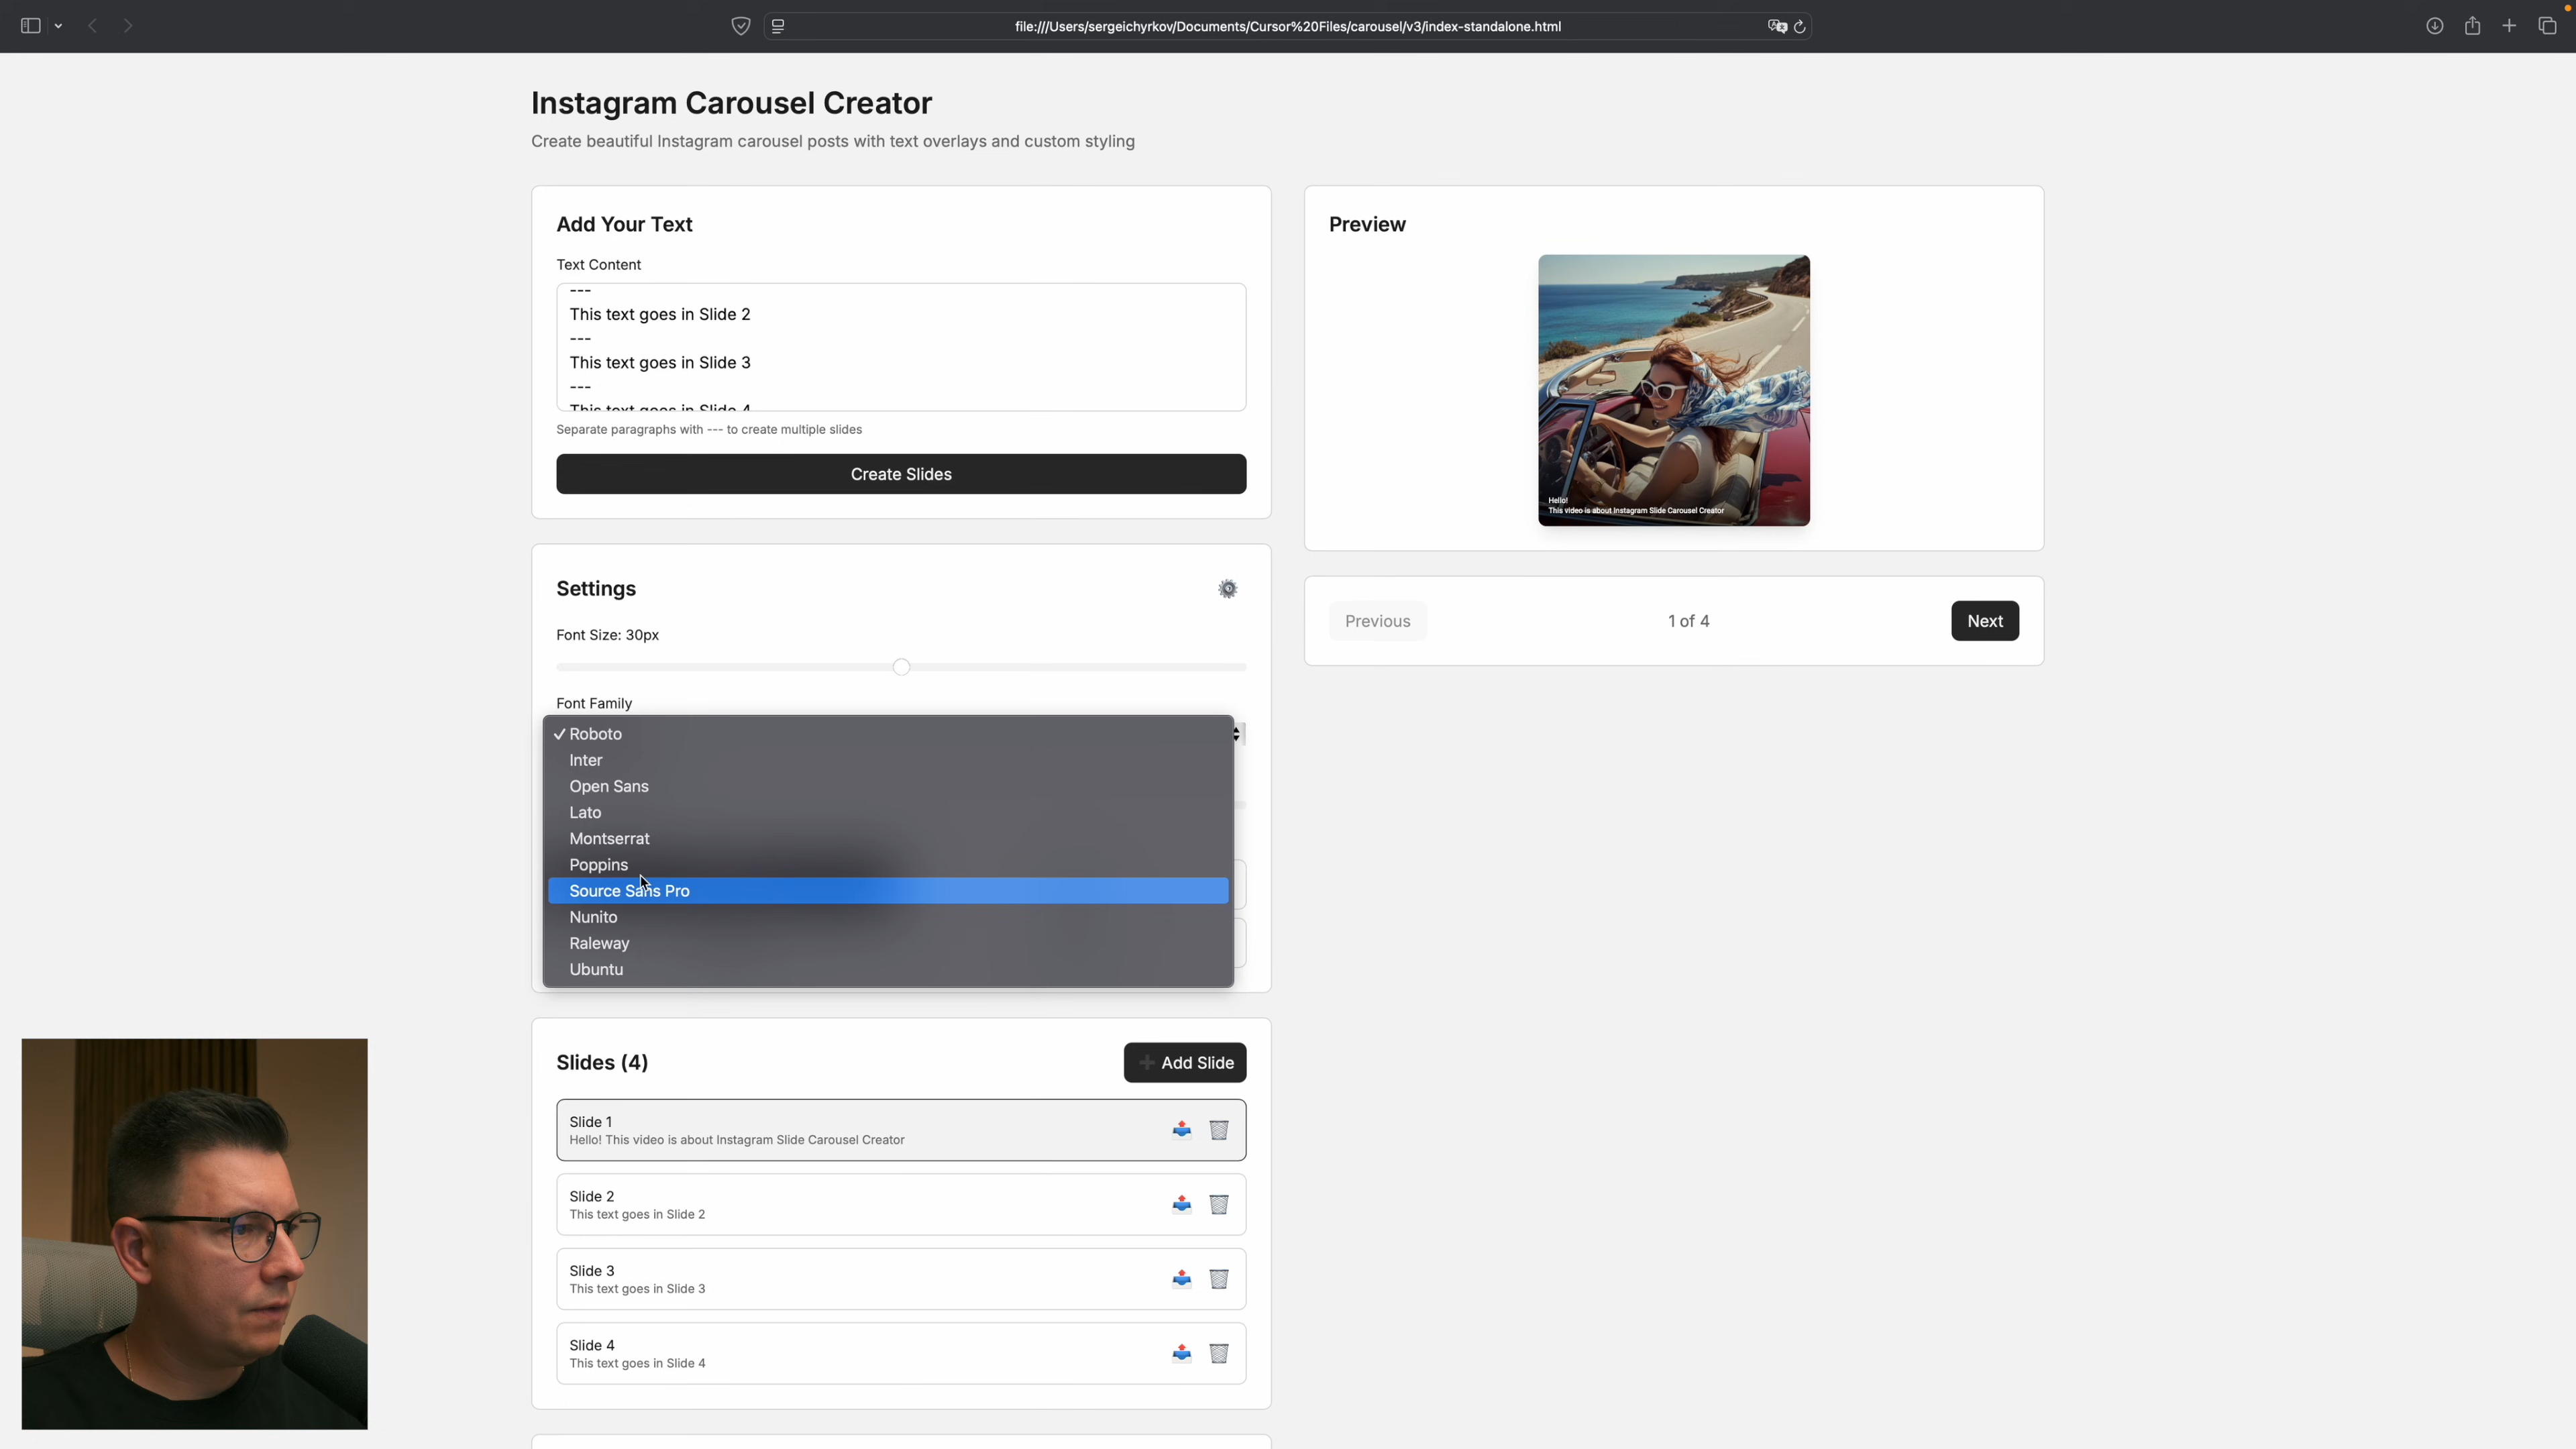 file:///Users/sergeichyrkov/Documents/Cursor%20Files/carousel/v3/index-standalone.html
Instagram Carousel Creator
Create beautiful Instagram carousel posts with text overlays and custom styling
Add Your Text
Text Content
---
This text goes in Slide 2
---
This text goes in Slide 3
---
This text goes in Slide 4
Separate paragraphs with --- to create multiple slides
Create Slides
Settings
Font Size: 30px
Font Family
✓ Roboto
Inter
Open Sans
Lato
Montserrat
Poppins
Source Sans Pro
Nunito
Raleway
Ubuntu
Slides (4)
Add Slide
Slide 1
Hello! This video is about Instagram Slide Carousel Creator
Slide 2
This text goes in Slide 2
Slide 3
This text goes in Slide 3
Slide 4
This text goes in Slide 4
Preview
Hello!
This video is about Instagram Slide Carousel Creator
Previous
1 of 4
Next